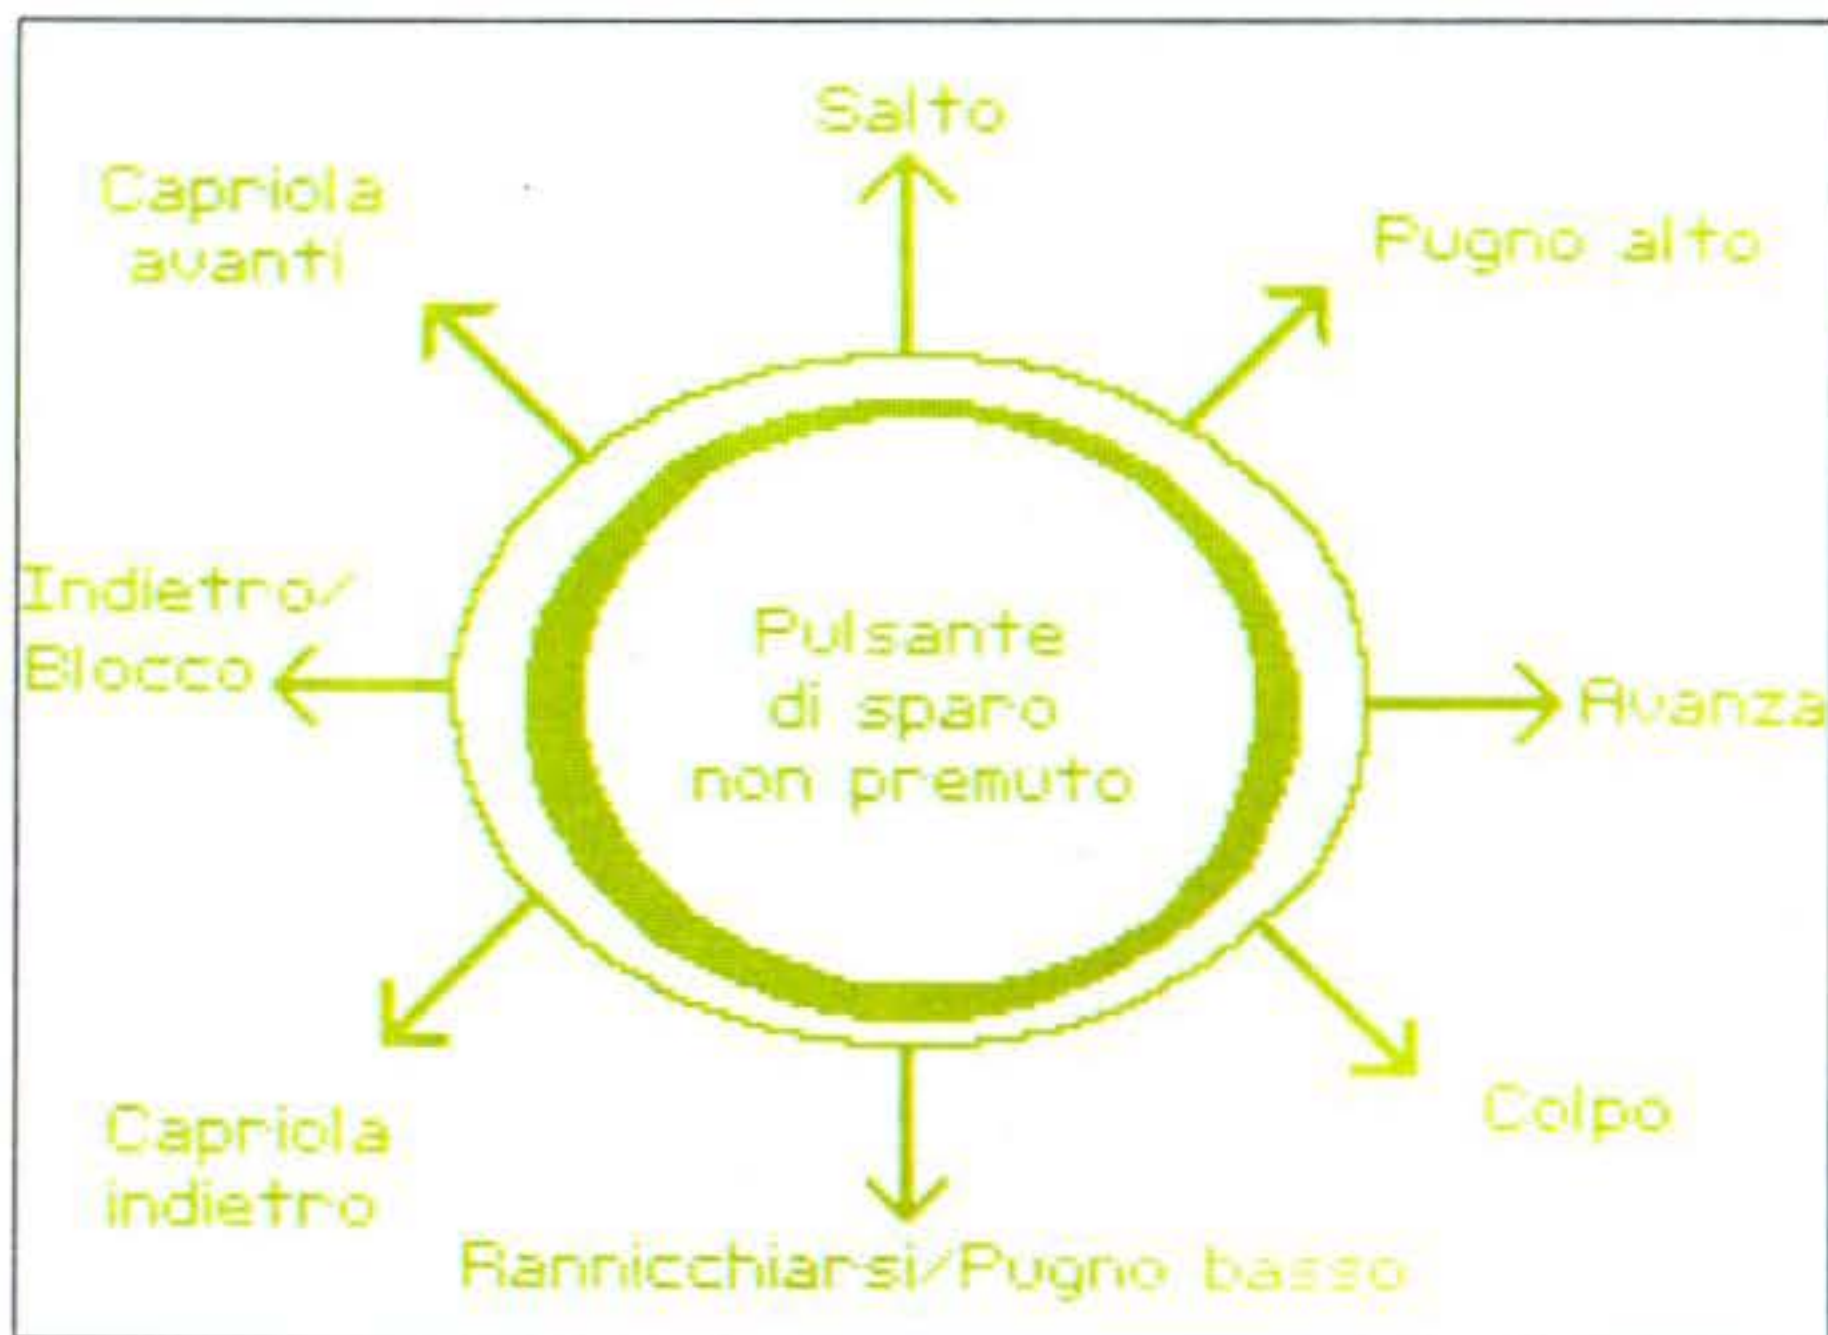 Salto
Capriola
avanti
Pugno alto
Indietro/
Blocco
Pulsante
di sparo
non premuto
Avanza
Capriola
indietro
Colpo
Rannicchiarsi/Pugno basso